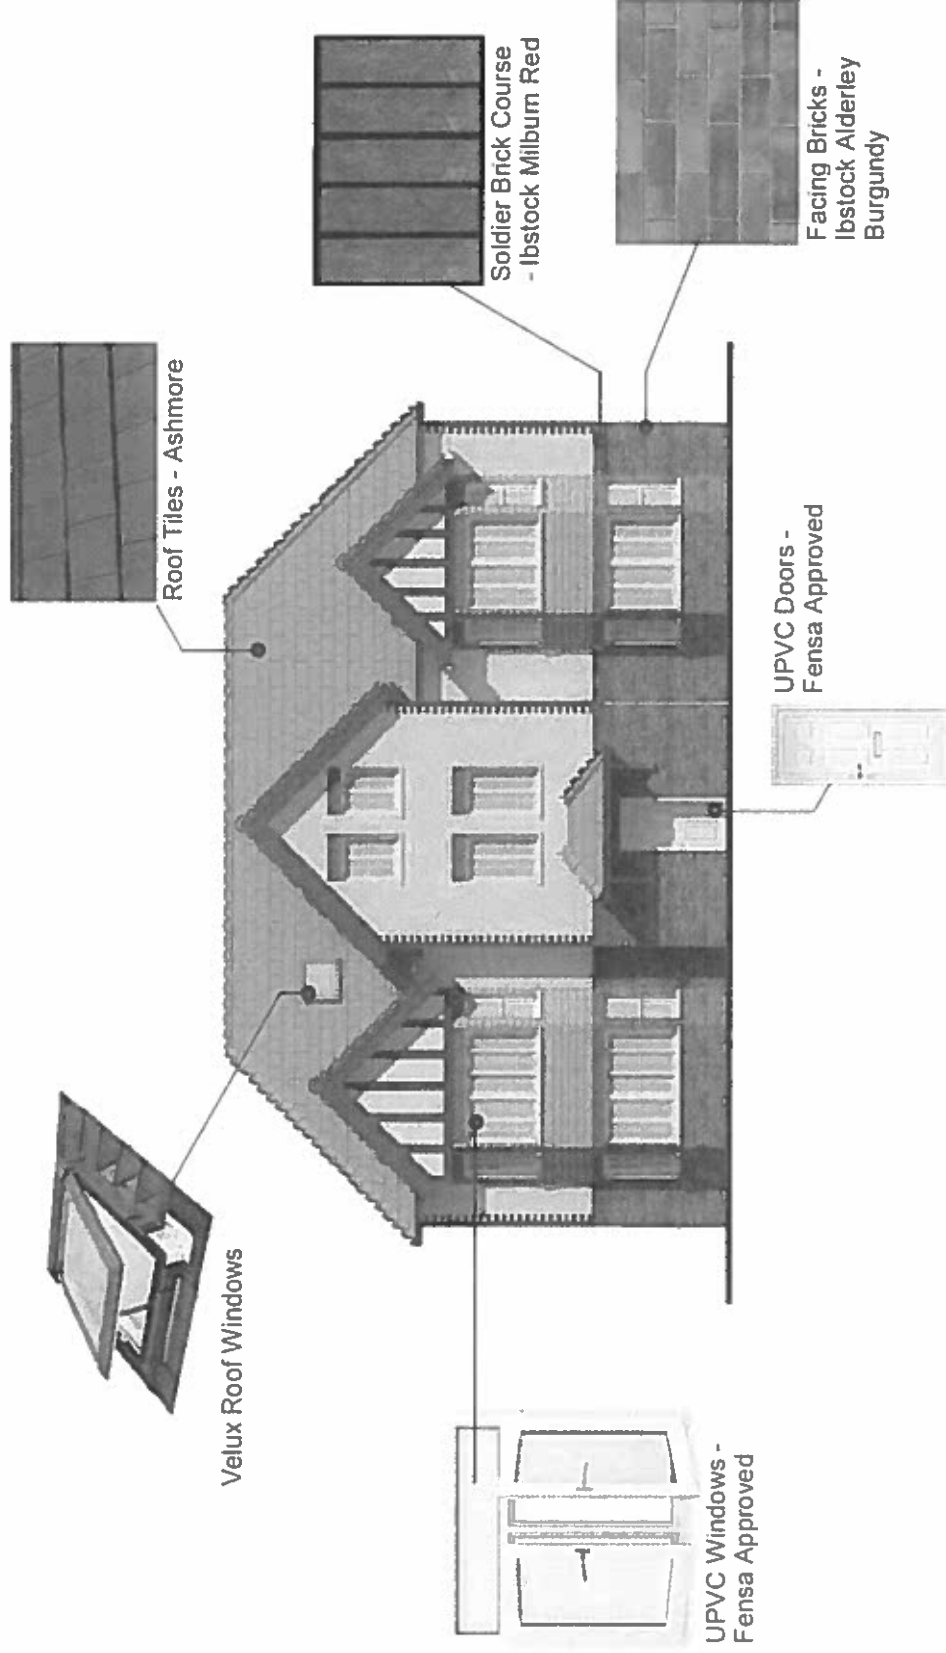 Velux Roof Windows
Roof Tiles - Ashmore
Soldier Brick Course
- Ibstock Milburn Red
Facing Bricks -
Ibstock Alderley
Burgundy
UPVC Doors -
Fensa Approved
UPVC Windows -
Fensa Approved